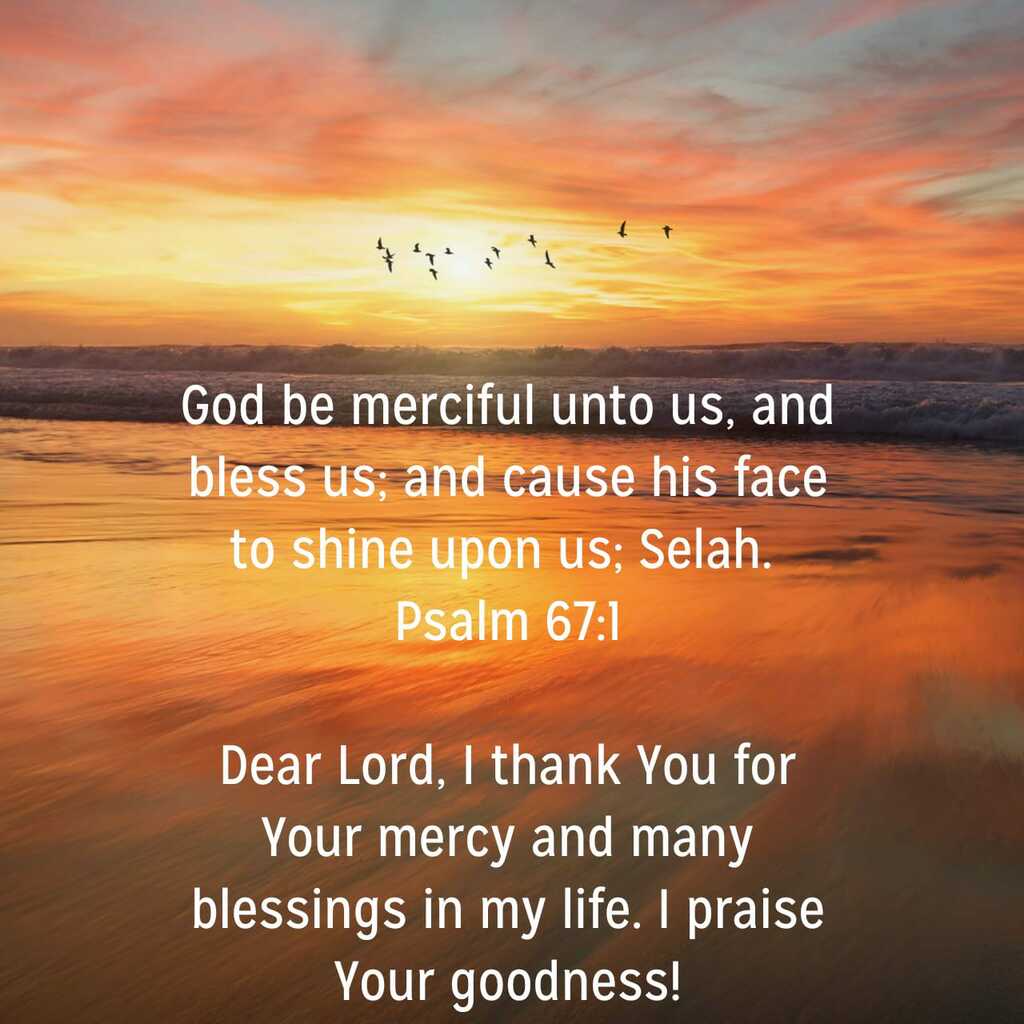 God be merciful unto us, and
bless us; and cause his face
to shine upon us; Selah.
Psalm 67:1
Dear Lord, I thank You for
Your mercy and many
blessings in my life. I praise
Your goodness!